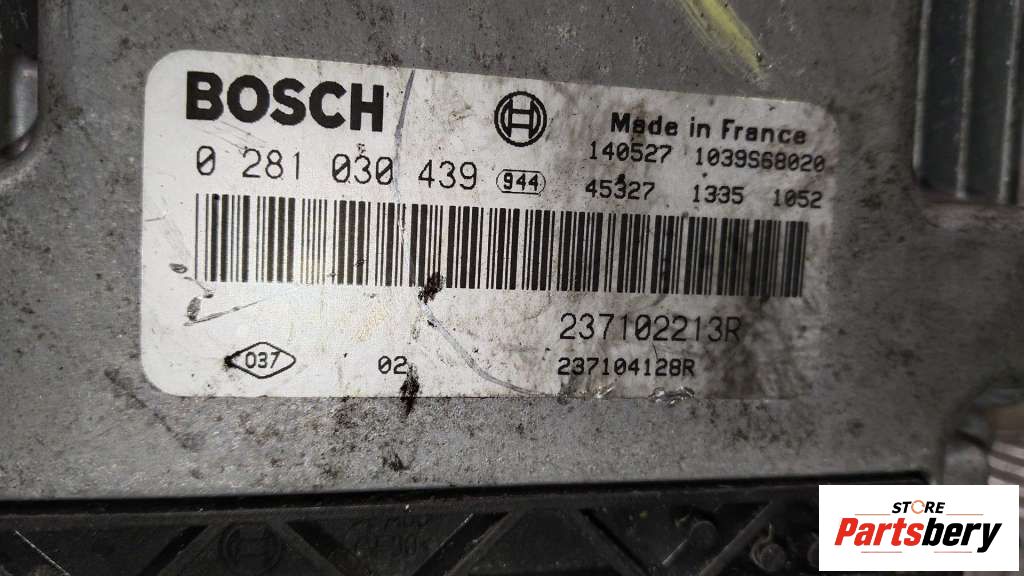 BOSCH
Made in France
140527 1039S68020
0 281 030 439 944 45327 1335 1052
237102213R
037 02 237104128R
STORE
Partsbery